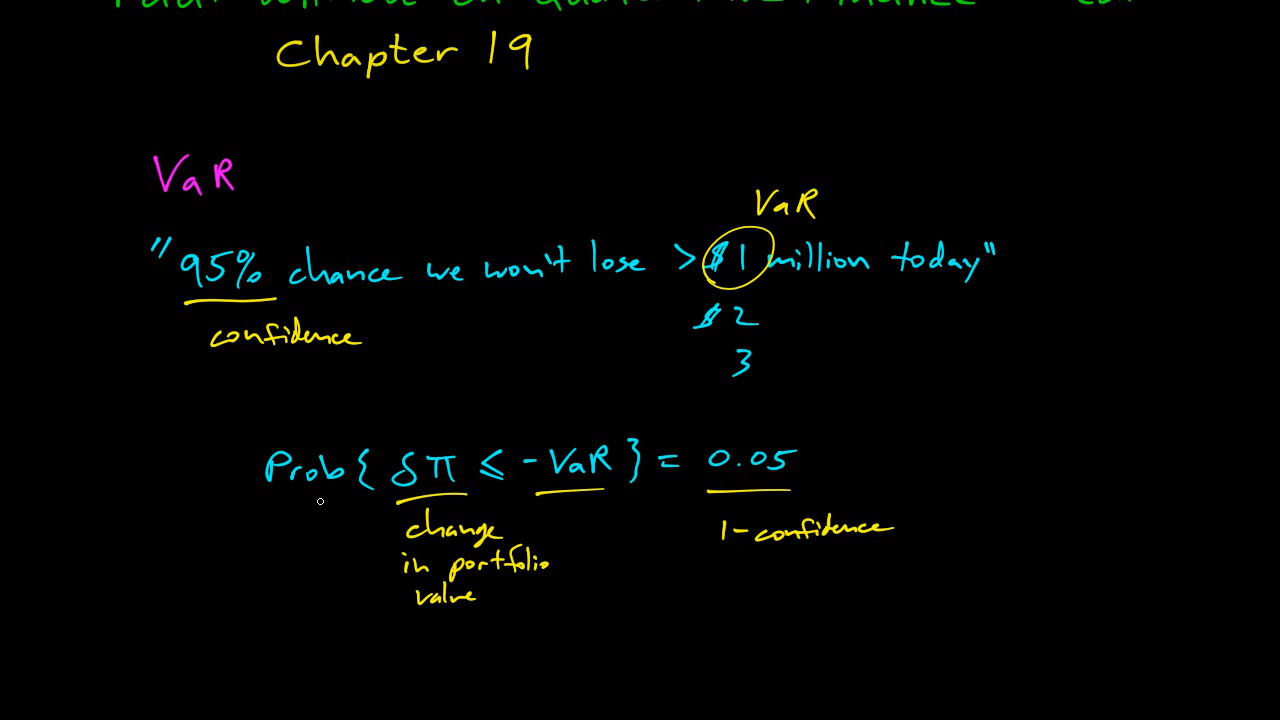 Chapter 19
VaR
VaR
"95% chance we won't lose > $1 million today"
confidence
$2
3
Prob{ δπ ≤ - VaR } = 0.05
change
in portfolio
value
1 - confidence